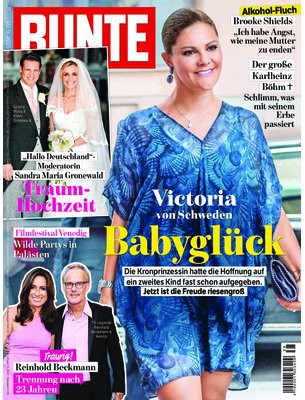 BUNTE
Alkohol-Fluch
Brooke Shields
„Ich habe Angst,
wie meine Mutter
zu enden“
Der große
Karlheinz
Böhm †
Schlimm, was
mit seinem
Erbe
passiert
„Hallo Deutschland“-
Moderatorin
Sandra Maria Gronewald
Traum-
Hochzeit
Filmfestival Venedig
Wilde Partys in
Palästen
Victoria
von Schweden
Babyglück
Die Kronprinzessin hatte die Hoffnung auf
ein zweites Kind fast schon aufgegeben.
Jetzt ist die Freude riesengroß
Traurig!
Reinhold Beckmann
Trennung nach
23 Jahren